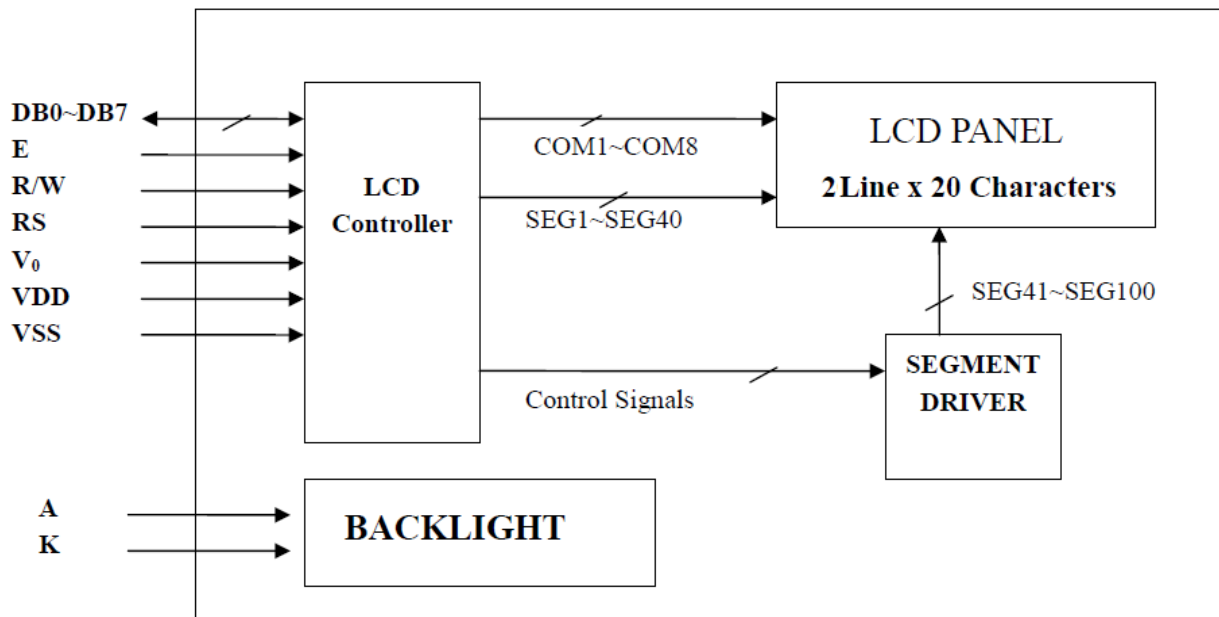 DB0~DB7
E
R/W
RS
V₀
VDD
VSS
LCD
Controller
COM1~COM8
SEG1~SEG40
LCD PANEL
2Line x 20 Characters
SEG41~SEG100
Control Signals
SEGMENT
DRIVER
A
K
BACKLIGHT